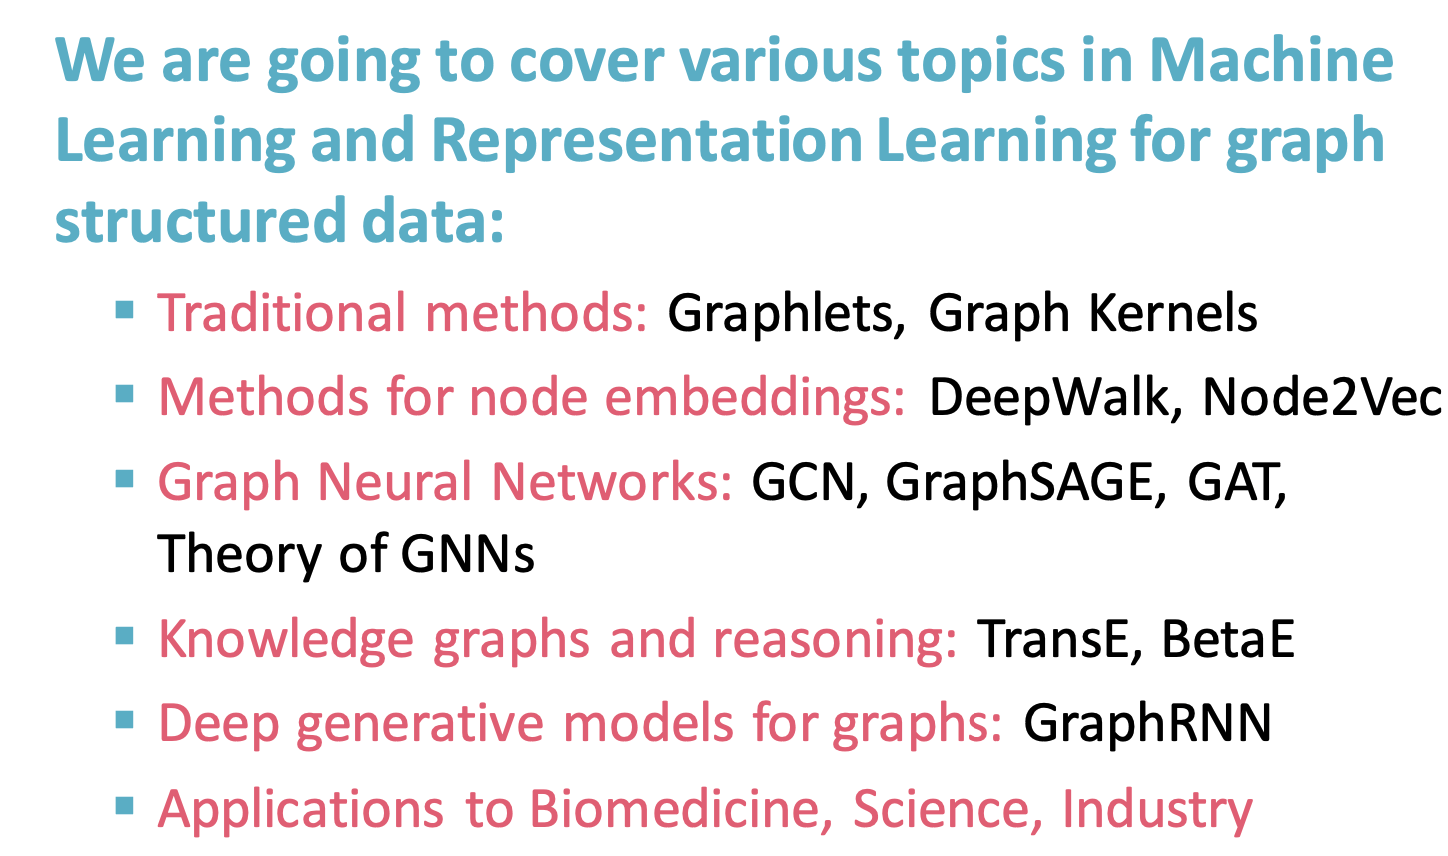 We are going to cover various topics in Machine
Learning and Representation Learning for graph
structured data:
▪ Traditional methods: Graphlets, Graph Kernels
▪ Methods for node embeddings: DeepWalk, Node2Vec
▪ Graph Neural Networks: GCN, GraphSAGE, GAT,
Theory of GNNs
▪ Knowledge graphs and reasoning: TransE, BetaE
▪ Deep generative models for graphs: GraphRNN
▪ Applications to Biomedicine, Science, Industry